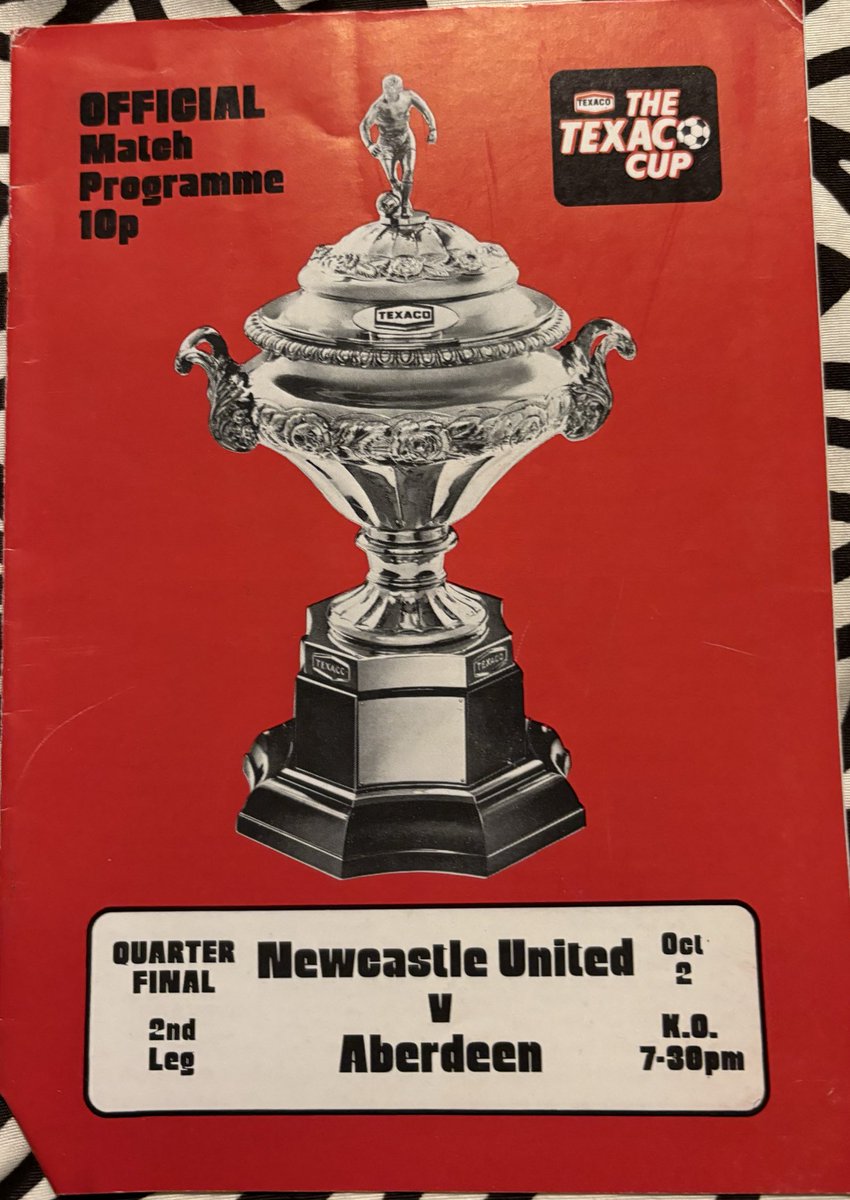 OFFICIAL
Match
Programme
10p
TEXACO
THE
TEXACO
CUP
TEXACO
TEXACO
TEXACO
QUARTER
FINAL
2nd
Leg
Newcastle United
v
Aberdeen
Oct
2
K.O.
7-30pm